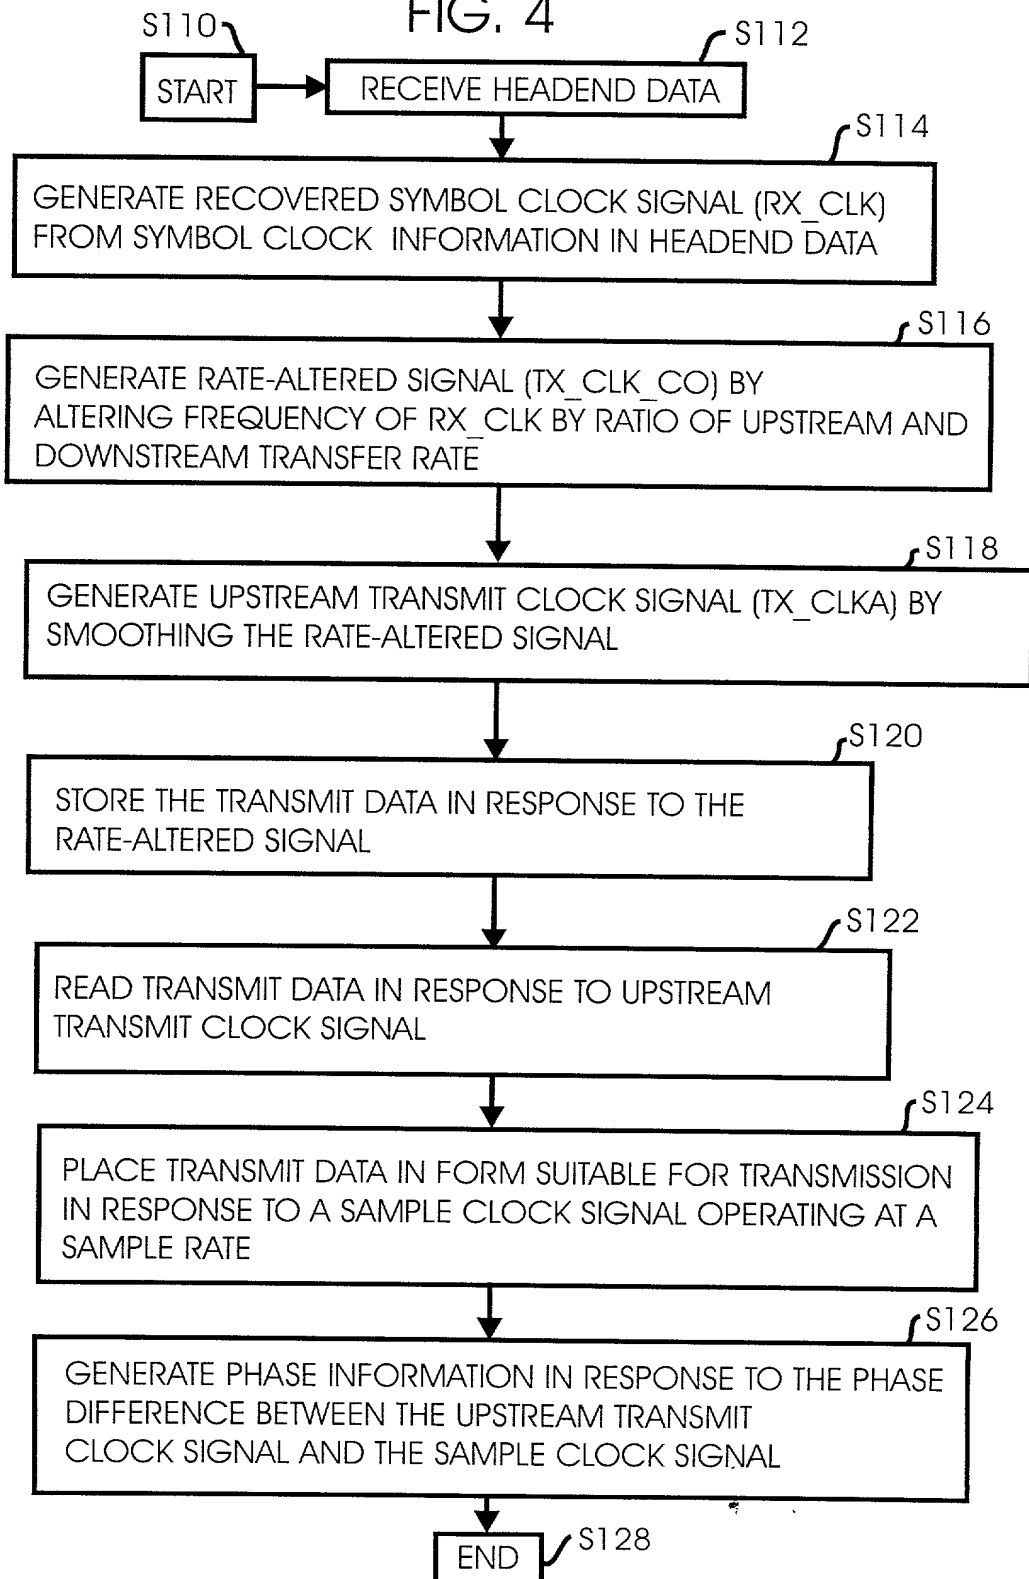 FIG. 4
S110
S112
START
RECEIVE HEADEND DATA
S114
GENERATE RECOVERED SYMBOL CLOCK SIGNAL (RX_CLK)
FROM SYMBOL CLOCK INFORMATION IN HEADEND DATA
S116
GENERATE RATE-ALTERED SIGNAL (TX_CLK_CO) BY
ALTERING FREQUENCY OF RX_CLK BY RATIO OF UPSTREAM AND
DOWNSTREAM TRANSFER RATE
S118
GENERATE UPSTREAM TRANSMIT CLOCK SIGNAL (TX_CLKA) BY
SMOOTHING THE RATE-ALTERED SIGNAL
S120
STORE THE TRANSMIT DATA IN RESPONSE TO THE
RATE-ALTERED SIGNAL
S122
READ TRANSMIT DATA IN RESPONSE TO UPSTREAM
TRANSMIT CLOCK SIGNAL
S124
PLACE TRANSMIT DATA IN FORM SUITABLE FOR TRANSMISSION
IN RESPONSE TO A SAMPLE CLOCK SIGNAL OPERATING AT A
SAMPLE RATE
S126
GENERATE PHASE INFORMATION IN RESPONSE TO THE PHASE
DIFFERENCE BETWEEN THE UPSTREAM TRANSMIT
CLOCK SIGNAL AND THE SAMPLE CLOCK SIGNAL
S128
END